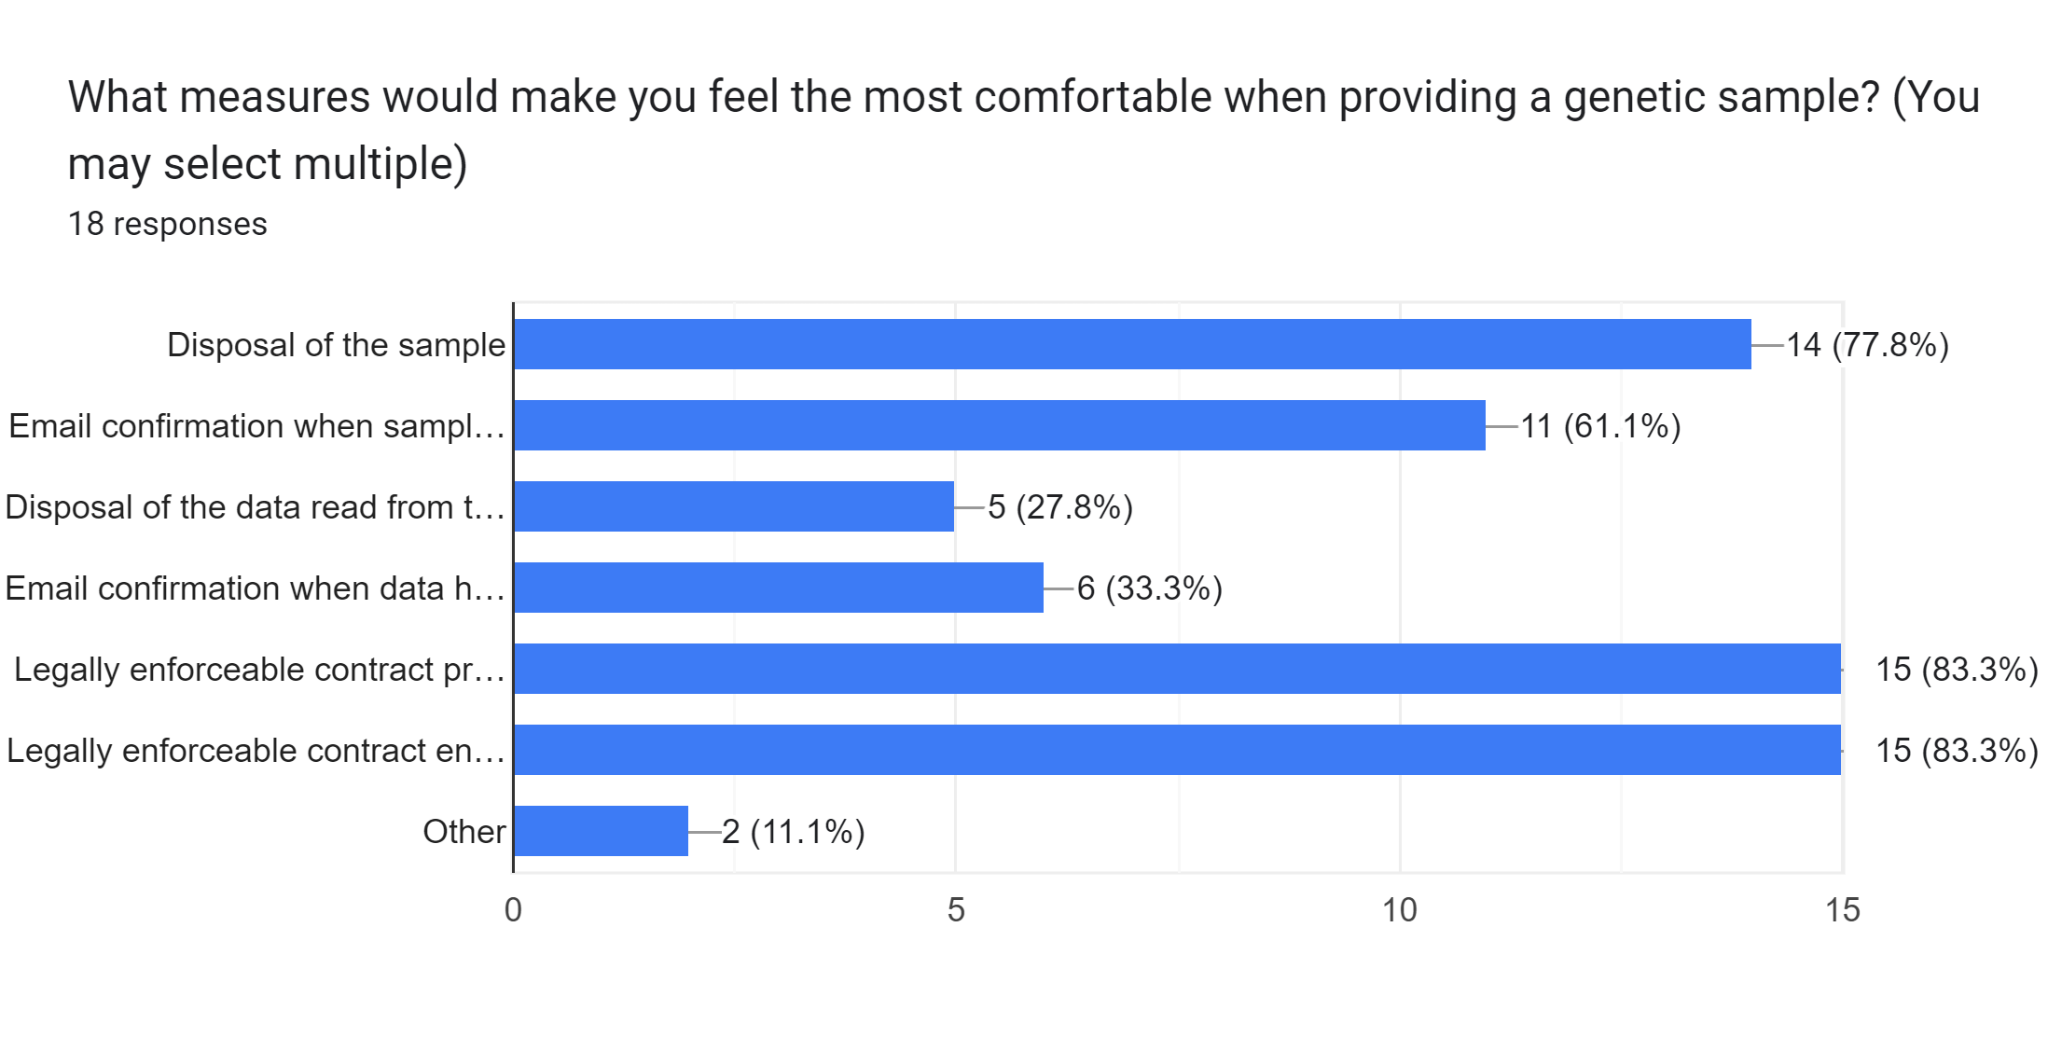 What measures would make you feel the most comfortable when providing a genetic sample? (You
may select multiple)
18 responses
Disposal of the sample 14 (77.8%)
Email confirmation when sampl… 11 (61.1%)
Disposal of the data read from t… 5 (27.8%)
Email confirmation when data h… 6 (33.3%)
Legally enforceable contract pr… 15 (83.3%)
Legally enforceable contract en… 15 (83.3%)
Other 2 (11.1%)
0 5 10 15